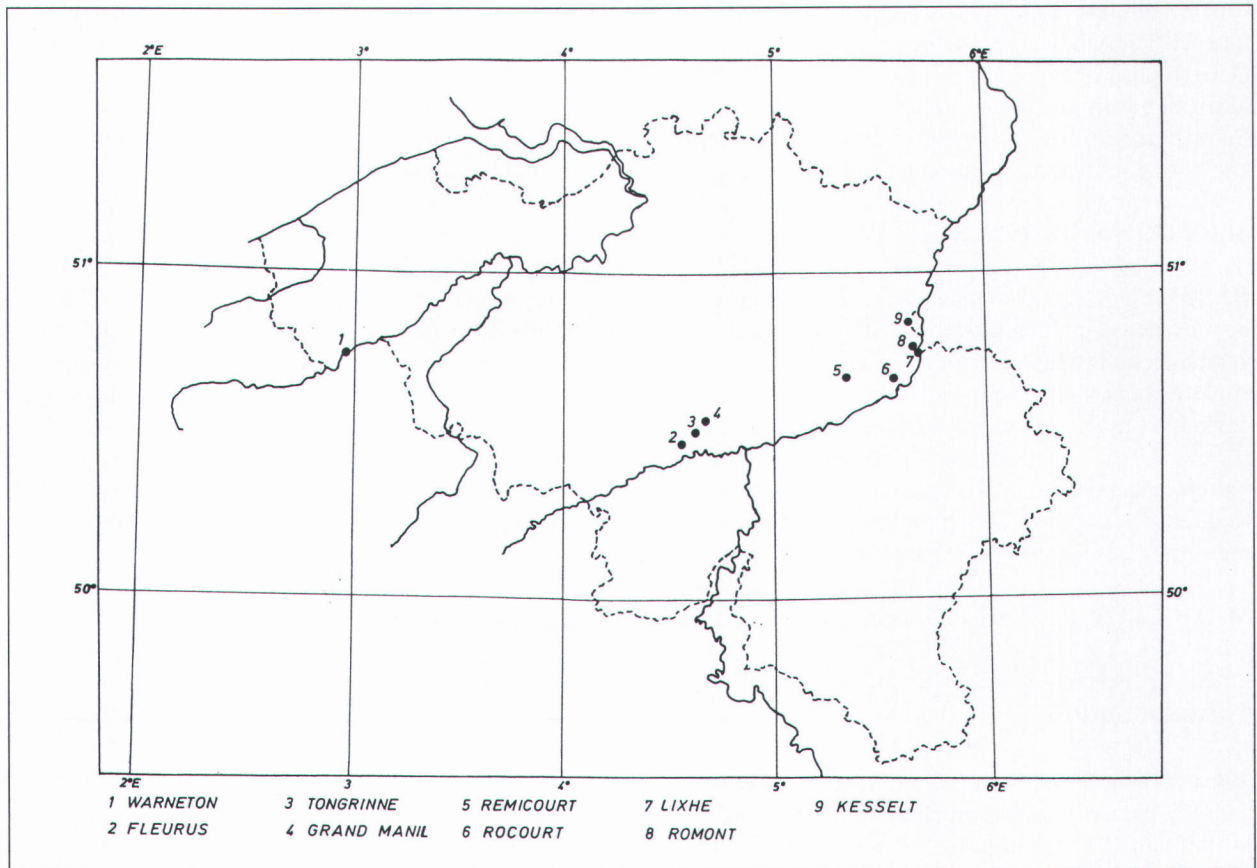 2°E 3° 4° 5° 6°E
51° 51°
9
8
1 7
5 6
4
3
2
50° 50°
2°E 3 4° 5° 6°E
1 WARNETON 3 TONGRINNE 5 REMICOURT 7 LIXHE 9 KESSELT
2 FLEURUS 4 GRAND MANIL 6 ROCOURT 8 ROMONT